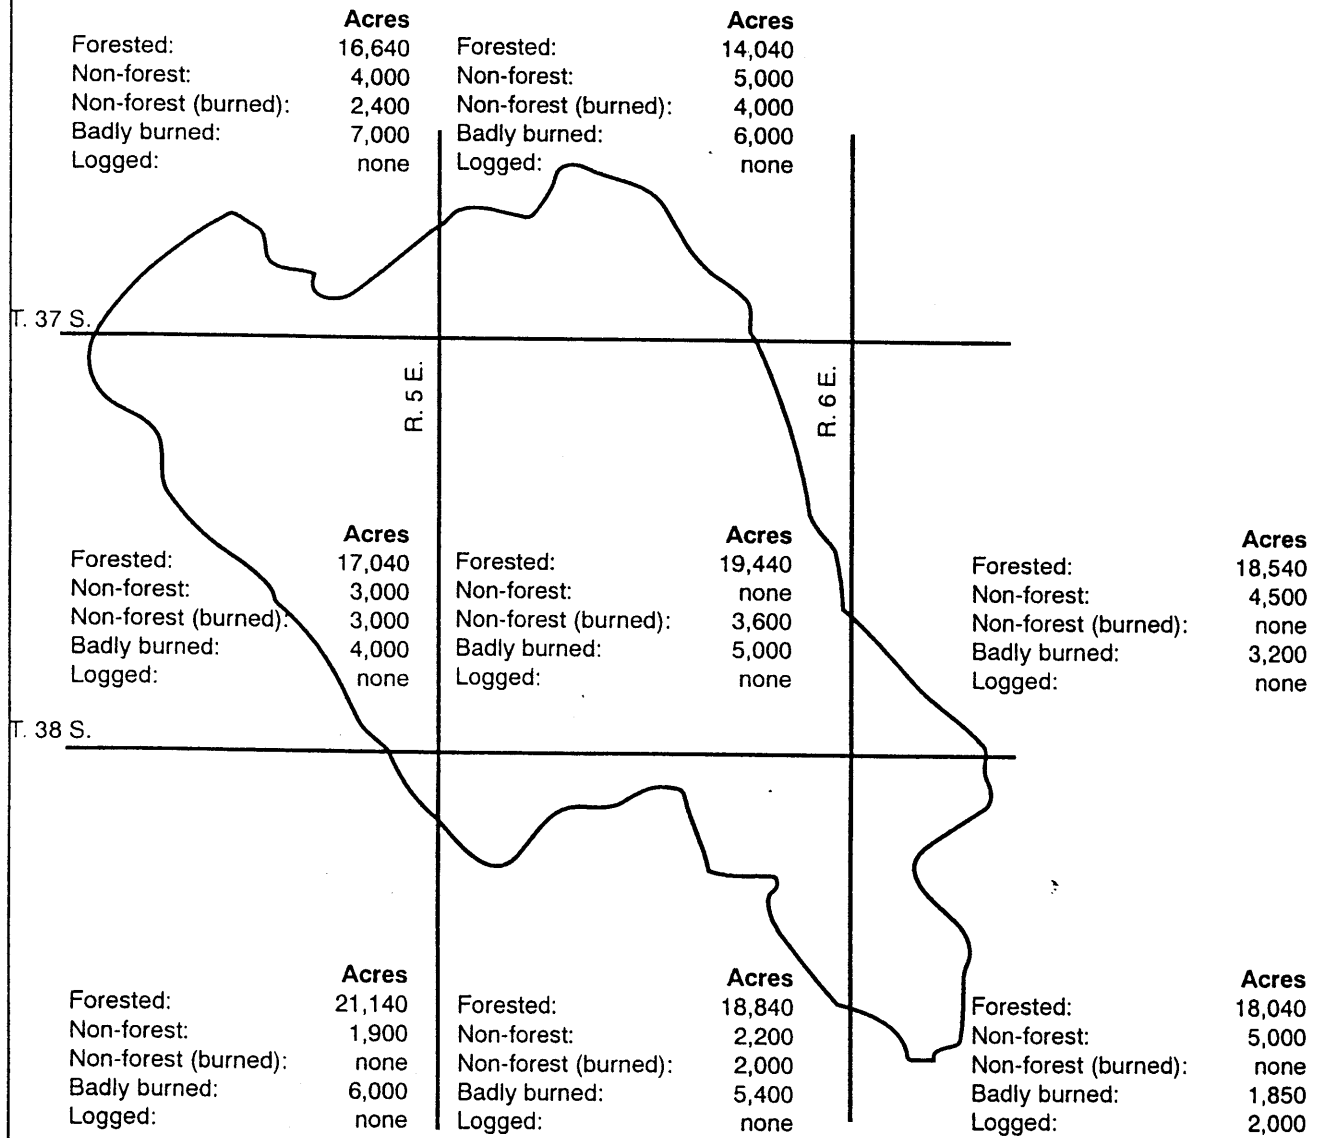 Acres
Forested: 16,640
Non-forest: 4,000
Non-forest (burned): 2,400
Badly burned: 7,000
Logged: none
Acres
Forested: 14,040
Non-forest: 5,000
Non-forest (burned): 4,000
Badly burned: 6,000
Logged: none
T. 37 S.
R. 5 E.
R. 6 E.
Acres
Forested: 17,040
Non-forest: 3,000
Non-forest (burned): 3,000
Badly burned: 4,000
Logged: none
Acres
Forested: 19,440
Non-forest: none
Non-forest (burned): 3,600
Badly burned: 5,000
Logged: none
Acres
Forested: 18,540
Non-forest: 4,500
Non-forest (burned): none
Badly burned: 3,200
Logged: none
T. 38 S.
Acres
Forested: 21,140
Non-forest: 1,900
Non-forest (burned): none
Badly burned: 6,000
Logged: none
Acres
Forested: 18,840
Non-forest: 2,200
Non-forest (burned): 2,000
Badly burned: 5,400
Logged: none
Acres
Forested: 18,040
Non-forest: 5,000
Non-forest (burned): none
Badly burned: 1,850
Logged: 2,000